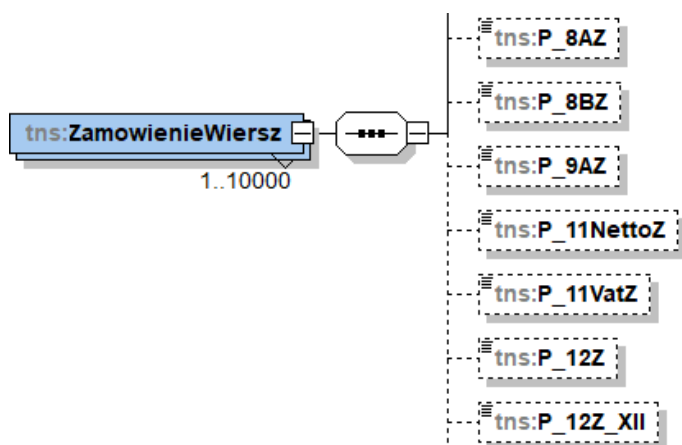 tns:P_8AZ
tns:P_8BZ
tns:ZamowienieWiersz
1..10000
tns:P_9AZ
tns:P_11NettoZ
tns:P_11VatZ
tns:P_12Z
tns:P_12Z_XII